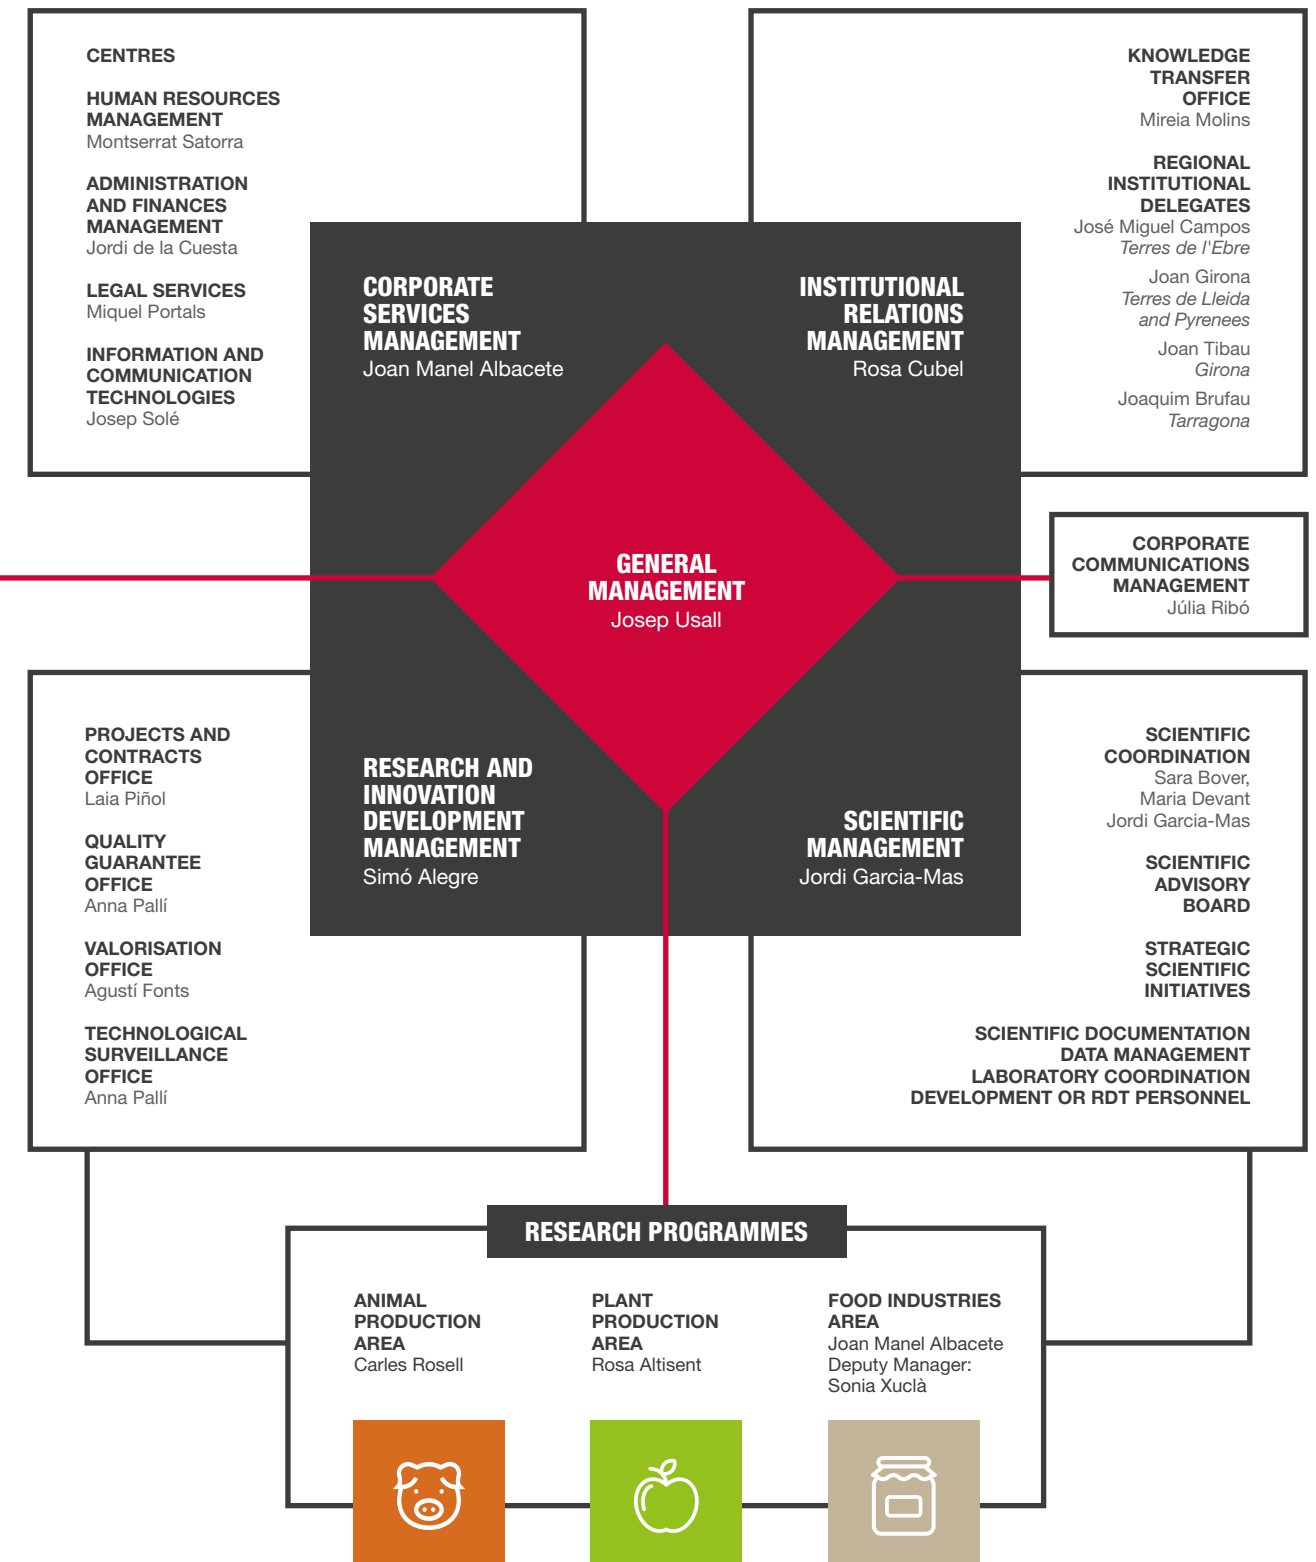 CENTRES
HUMAN RESOURCES
MANAGEMENT
Montserrat Satorra
ADMINISTRATION
AND FINANCES
MANAGEMENT
Jordi de la Cuesta
LEGAL SERVICES
Miquel Portals
INFORMATION AND
COMMUNICATION
TECHNOLOGIES
Josep Solé
KNOWLEDGE
TRANSFER
OFFICE
Mireia Molins
REGIONAL
INSTITUTIONAL
DELEGATES
José Miguel Campos
Terres de l'Ebre
Joan Girona
Terres de Lleida
and Pyrenees
Joan Tibau
Girona
Joaquim Brufau
Tarragona
CORPORATE
SERVICES
MANAGEMENT
Joan Manel Albacete
INSTITUTIONAL
RELATIONS
MANAGEMENT
Rosa Cubel
GENERAL
MANAGEMENT
Josep Usall
CORPORATE
COMMUNICATIONS
MANAGEMENT
Júlia Ribó
RESEARCH AND
INNOVATION
DEVELOPMENT
MANAGEMENT
Simó Alegre
SCIENTIFIC
MANAGEMENT
Jordi Garcia-Mas
PROJECTS AND
CONTRACTS
OFFICE
Laia Piñol
QUALITY
GUARANTEE
OFFICE
Anna Pallí
VALORISATION
OFFICE
Agustí Fonts
TECHNOLOGICAL
SURVEILLANCE
OFFICE
Anna Pallí
SCIENTIFIC
COORDINATION
Sara Bover,
Maria Devant
Jordi Garcia-Mas
SCIENTIFIC
ADVISORY
BOARD
STRATEGIC
SCIENTIFIC
INITIATIVES
SCIENTIFIC DOCUMENTATION
DATA MANAGEMENT
LABORATORY COORDINATION
DEVELOPMENT OR RDT PERSONNEL
RESEARCH PROGRAMMES
ANIMAL
PRODUCTION
AREA
Carles Rosell
PLANT
PRODUCTION
AREA
Rosa Altisent
FOOD INDUSTRIES
AREA
Joan Manel Albacete
Deputy Manager:
Sonia Xuclà